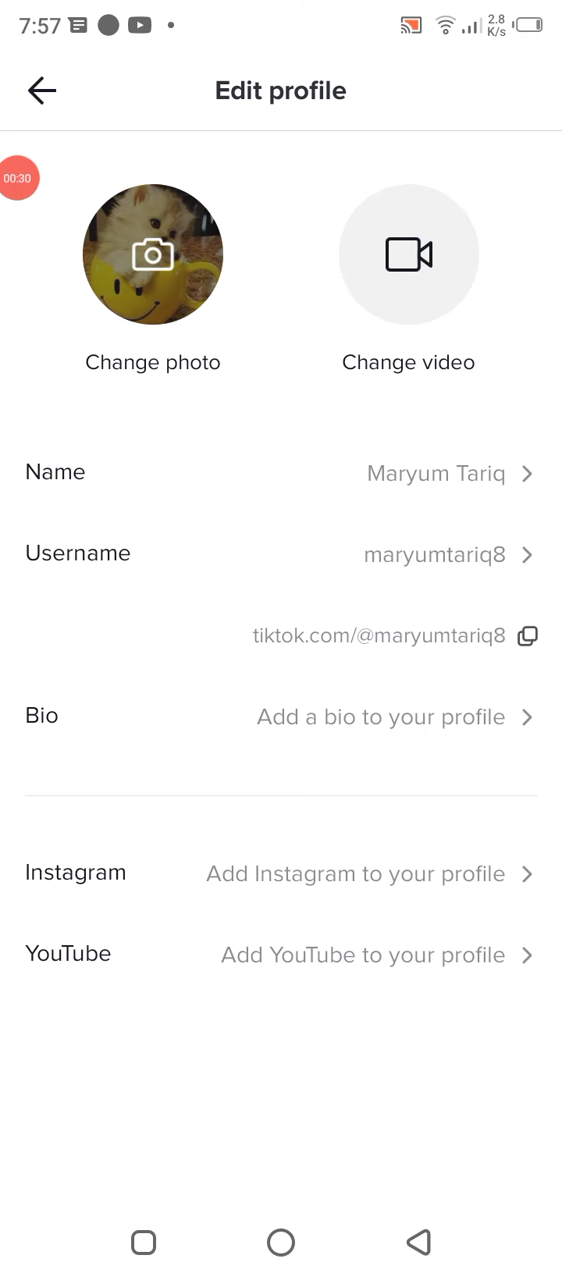 7:57
2.8
K/s
Edit profile
00:30
Change photo
Change video
Name
Maryum Tariq
Username
maryumtariq8
tiktok.com/@maryumtariq8
Bio
Add a bio to your profile
Instagram
Add Instagram to your profile
YouTube
Add YouTube to your profile